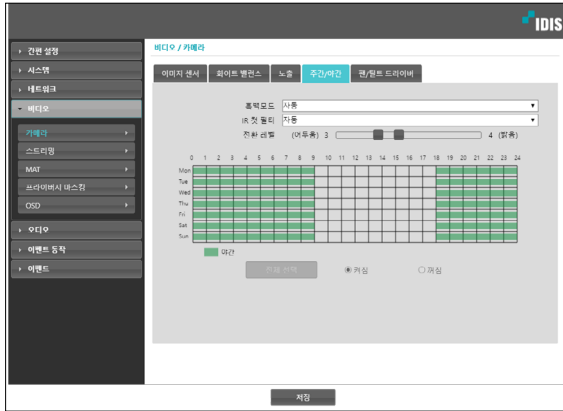 IDIS
간편 설정
시스템
네트워크
비디오
카메라
스트리밍
MAT
프라이버시 마스킹
OSD
오디오
이벤트 동작
이벤트
비디오 / 카메라
이미지 센서 화이트 밸런스 노출 주간/야간 팬/틸트 드라이버
흑백모드 자동
IR 컷 필터 자동
전환 레벨 (어두움) 3 4 (밝음)
0 1 2 3 4 5 6 7 8 9 10 11 12 13 14 15 16 17 18 19 20 21 22 23 24
Mon
Tue
Wed
Thu
Fri
Sat
Sun
야간
전체 선택 켜짐 꺼짐
저장